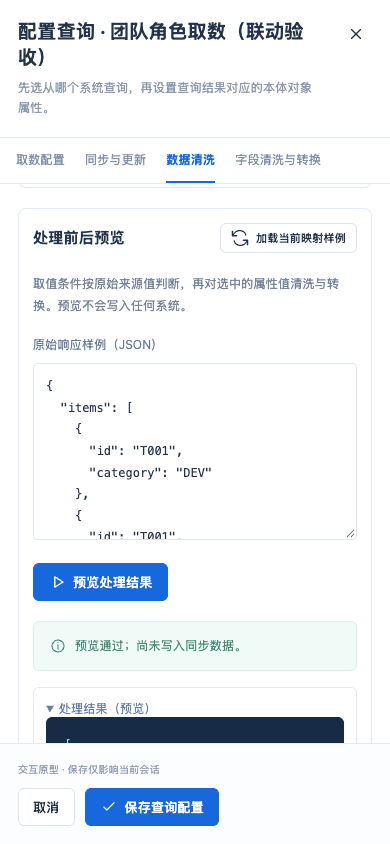 配置查询 · 团队角色取数（联动验
收）
先选从哪个系统查询，再设置查询结果对应的本体对象
属性。
取数配置 同步与更新 数据清洗 字段清洗与转换
处理前后预览 加载当前映射样例
取值条件按原始来源值判断，再对选中的属性值清洗与转
换。预览不会写入任何系统。
原始响应样例（JSON）
{
"items": [
{
"id": "T001",
"category": "DEV"
},
{
"id": "T001",
预览处理结果
预览通过；尚未写入同步数据。
▼ 处理结果（预览）
[
交互原型 · 保存仅影响当前会话
取消 保存查询配置